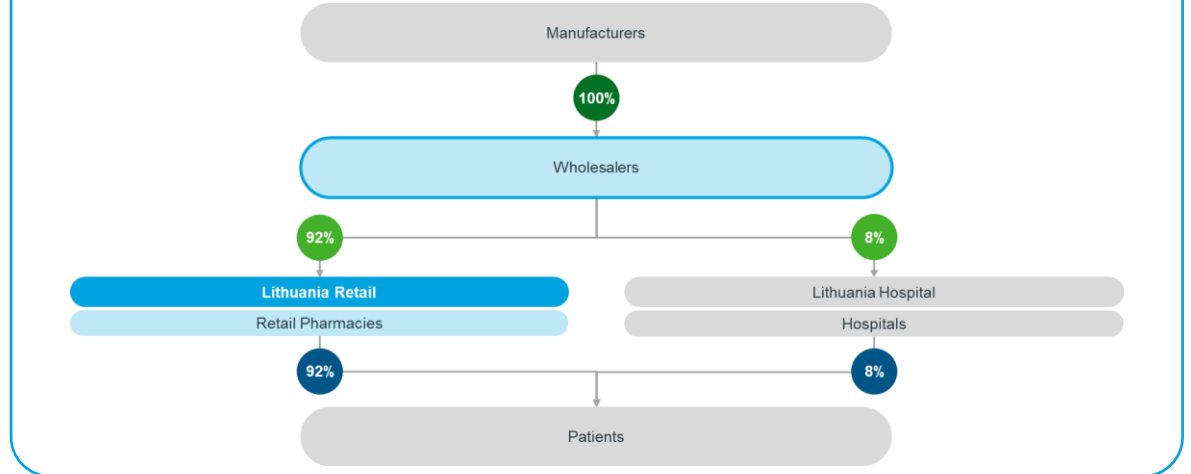 Manufacturers
100%
Wholesalers
92%
8%
Lithuania Retail
Lithuania Hospital
Retail Pharmacies
Hospitals
92%
8%
Patients